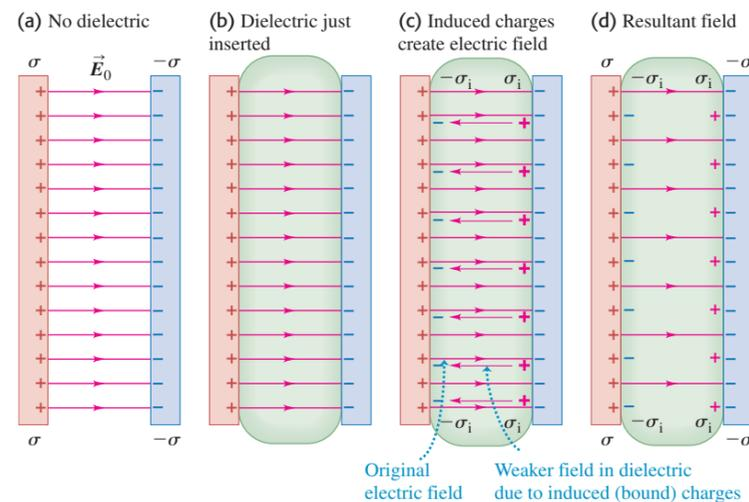 (a) No dielectric
σ
E⃗₀
−σ
σ
−σ
(b) Dielectric just
inserted
(c) Induced charges
create electric field
−σᵢ
σᵢ
−σᵢ
σᵢ
Original
electric field
Weaker field in dielectric
due to induced (bound) charges
(d) Resultant field
σ
−σ
−σᵢ
σᵢ
−σᵢ
σᵢ
σ
−σ